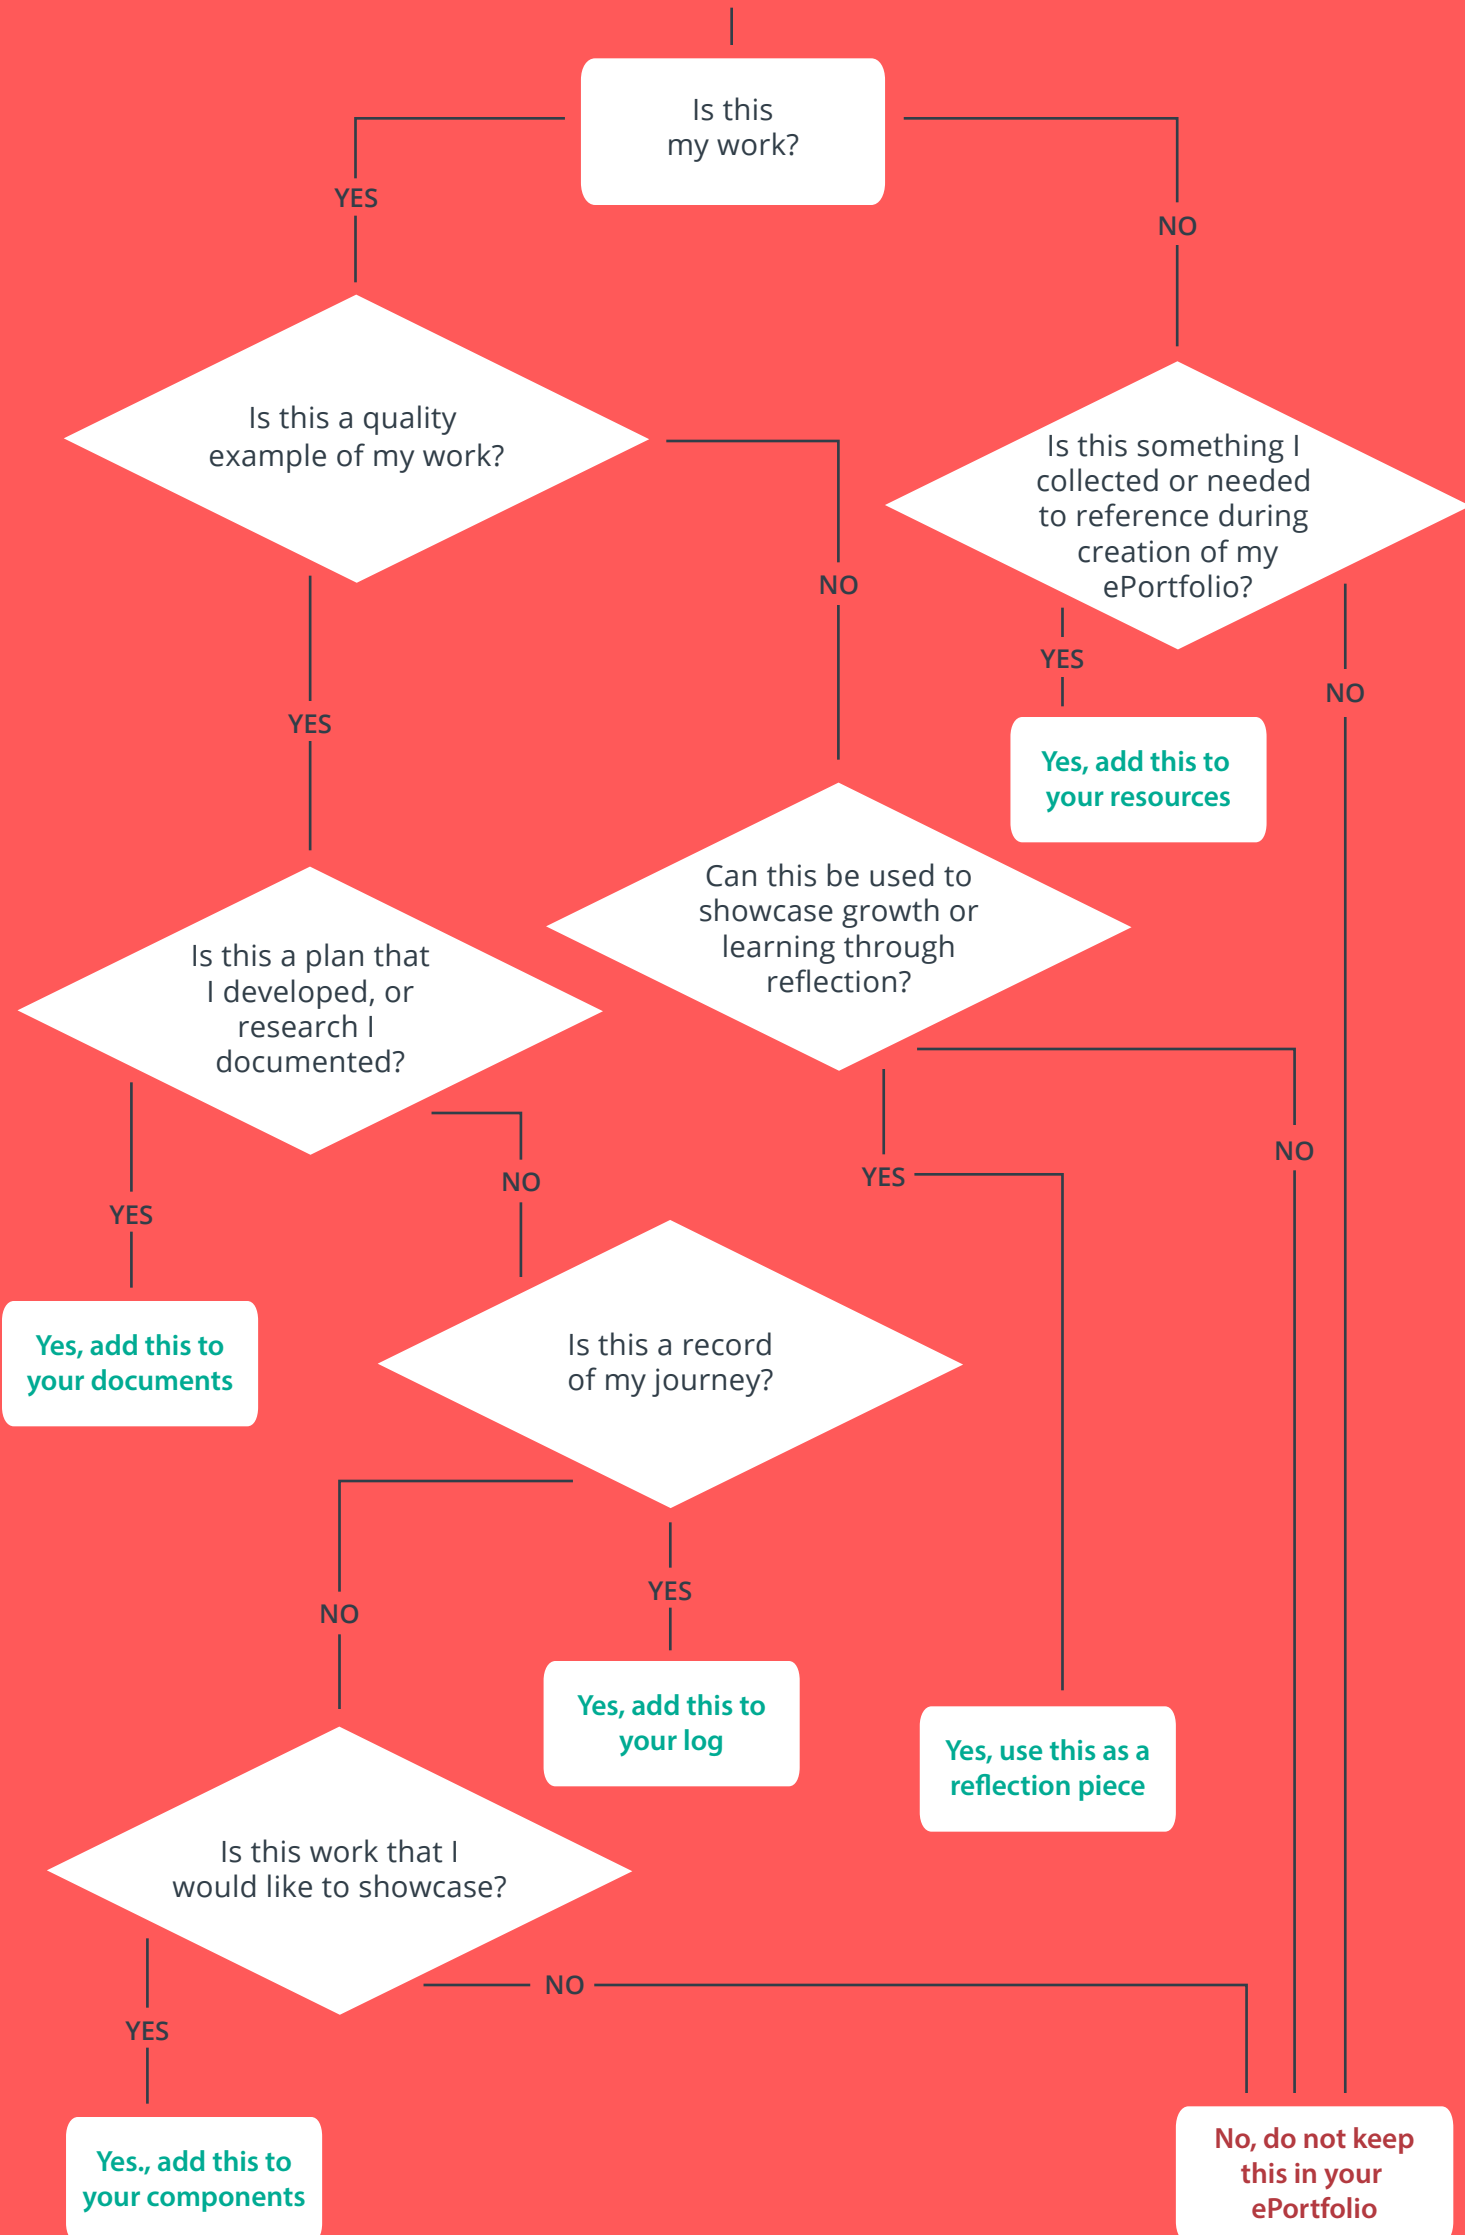 Is this
my work?
YES
NO
Is this a quality
example of my work?
Is this something I
collected or needed
to reference during
creation of my
ePortfolio?
NO
YES
NO
YES
Yes, add this to
your resources
Can this be used to
showcase growth or
learning through
reflection?
Is this a plan that
I developed, or
research I
documented?
NO
YES
NO
YES
Yes, add this to
your documents
Is this a record
of my journey?
YES
NO
Yes, add this to
your log
Yes, use this as a
reflection piece
Is this work that I
would like to showcase?
NO
YES
Yes., add this to
your components
No, do not keep
this in your
ePortfolio